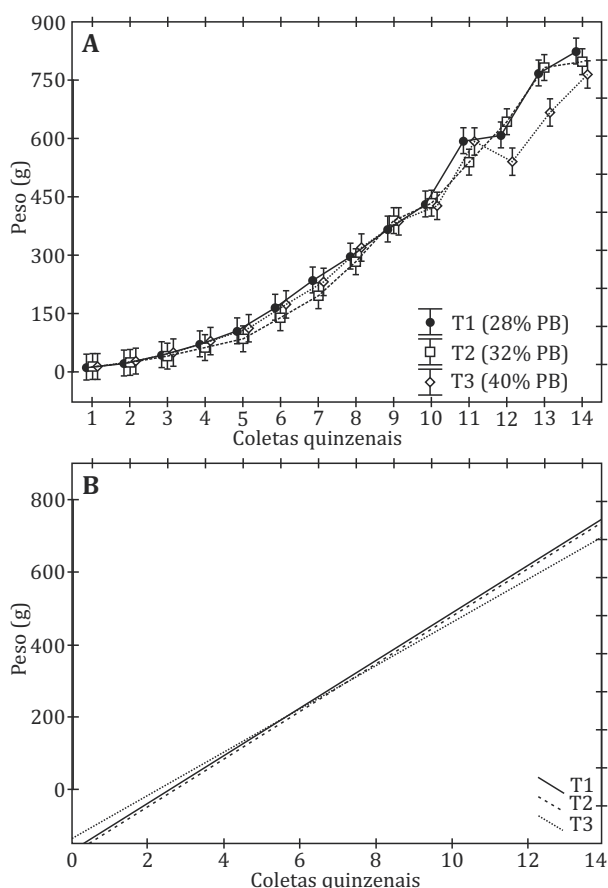 A
Peso (g)
900
750
600
450
300
150
0
T1 (28% PB)
T2 (32% PB)
T3 (40% PB)
1 2 3 4 5 6 7 8 9 10 11 12 13 14
Coletas quinzenais
B
Peso (g)
800
600
400
200
0
T1
T2
T3
0 2 4 6 8 10 12 14
Coletas quinzenais